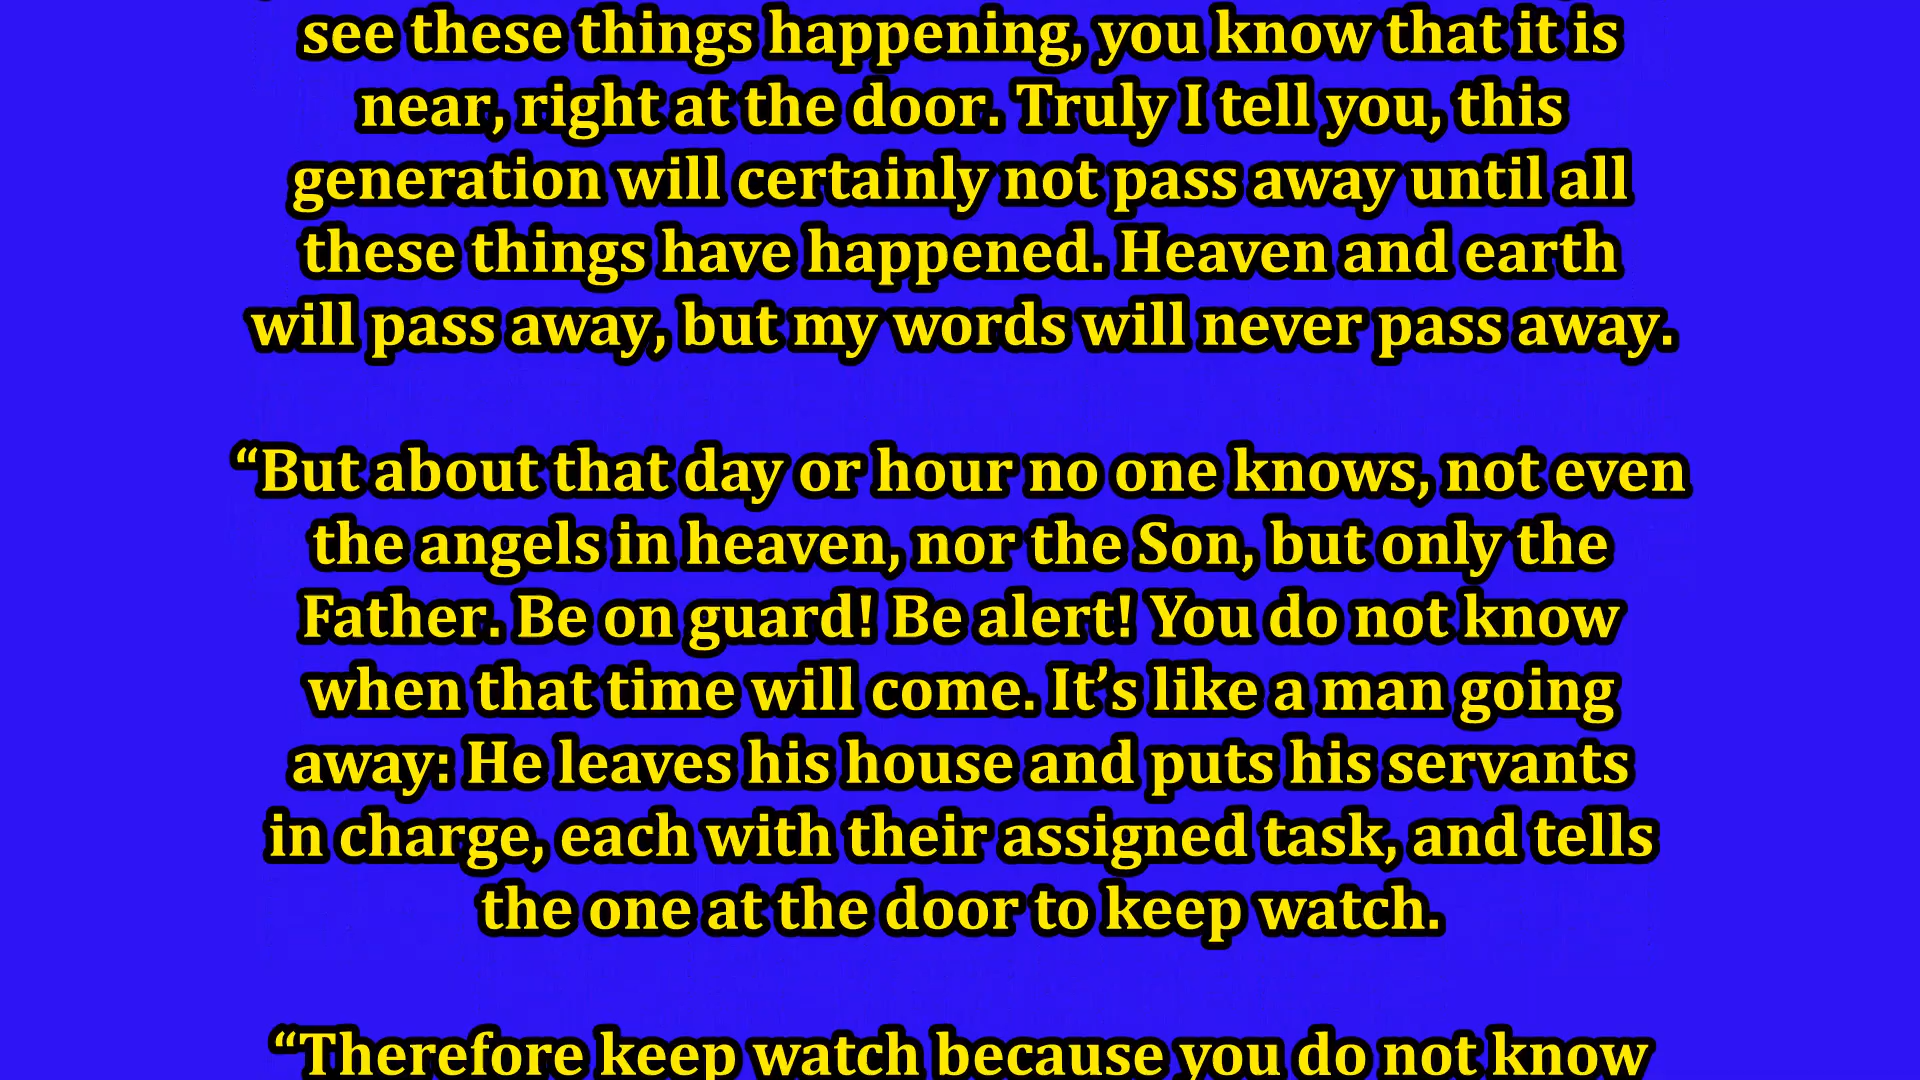 see these things happening, you know that it is
near, right at the door. Truly I tell you, this
generation will certainly not pass away until all
these things have happened. Heaven and earth
will pass away, but my words will never pass away.
“But about that day or hour no one knows, not even
the angels in heaven, nor the Son, but only the
Father. Be on guard! Be alert! You do not know
when that time will come. It’s like a man going
away: He leaves his house and puts his servants
in charge, each with their assigned task, and tells
the one at the door to keep watch.
“Therefore keep watch because you do not know